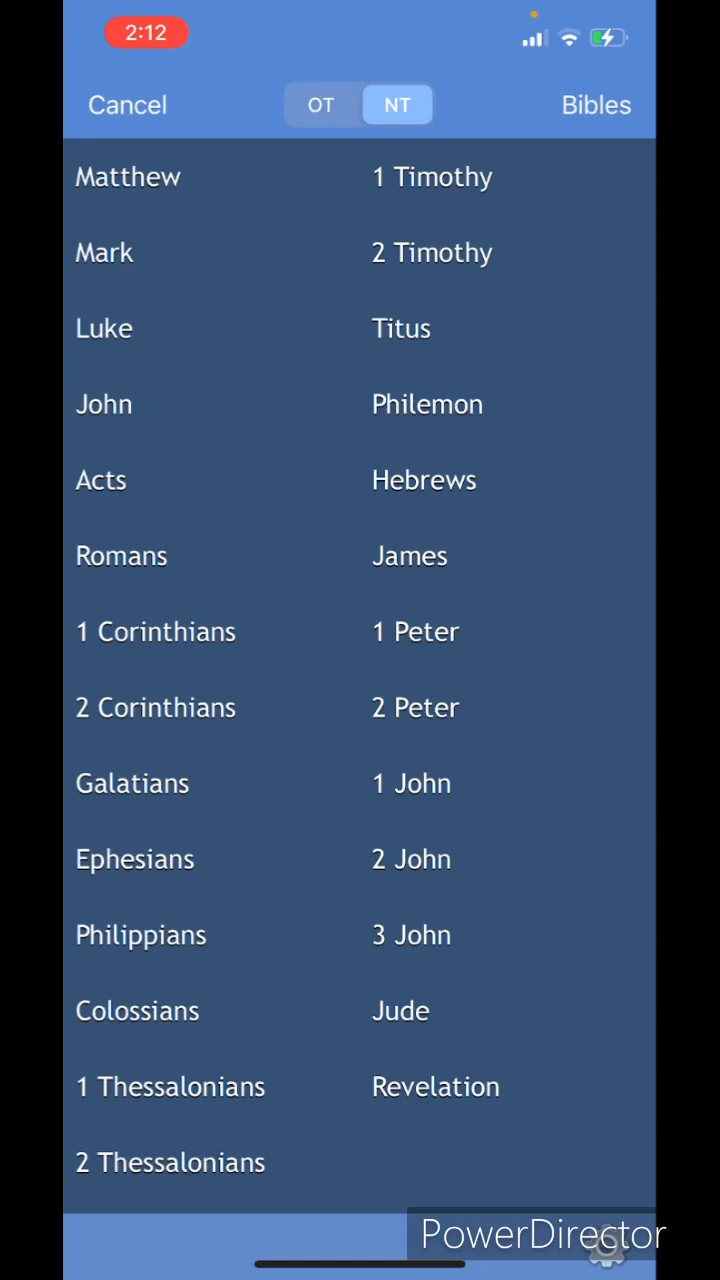 2:12
Cancel
OT
NT
Bibles
Matthew
Mark
Luke
John
Acts
Romans
1 Corinthians
2 Corinthians
Galatians
Ephesians
Philippians
Colossians
1 Thessalonians
2 Thessalonians
1 Timothy
2 Timothy
Titus
Philemon
Hebrews
James
1 Peter
2 Peter
1 John
2 John
3 John
Jude
Revelation
PowerDirector